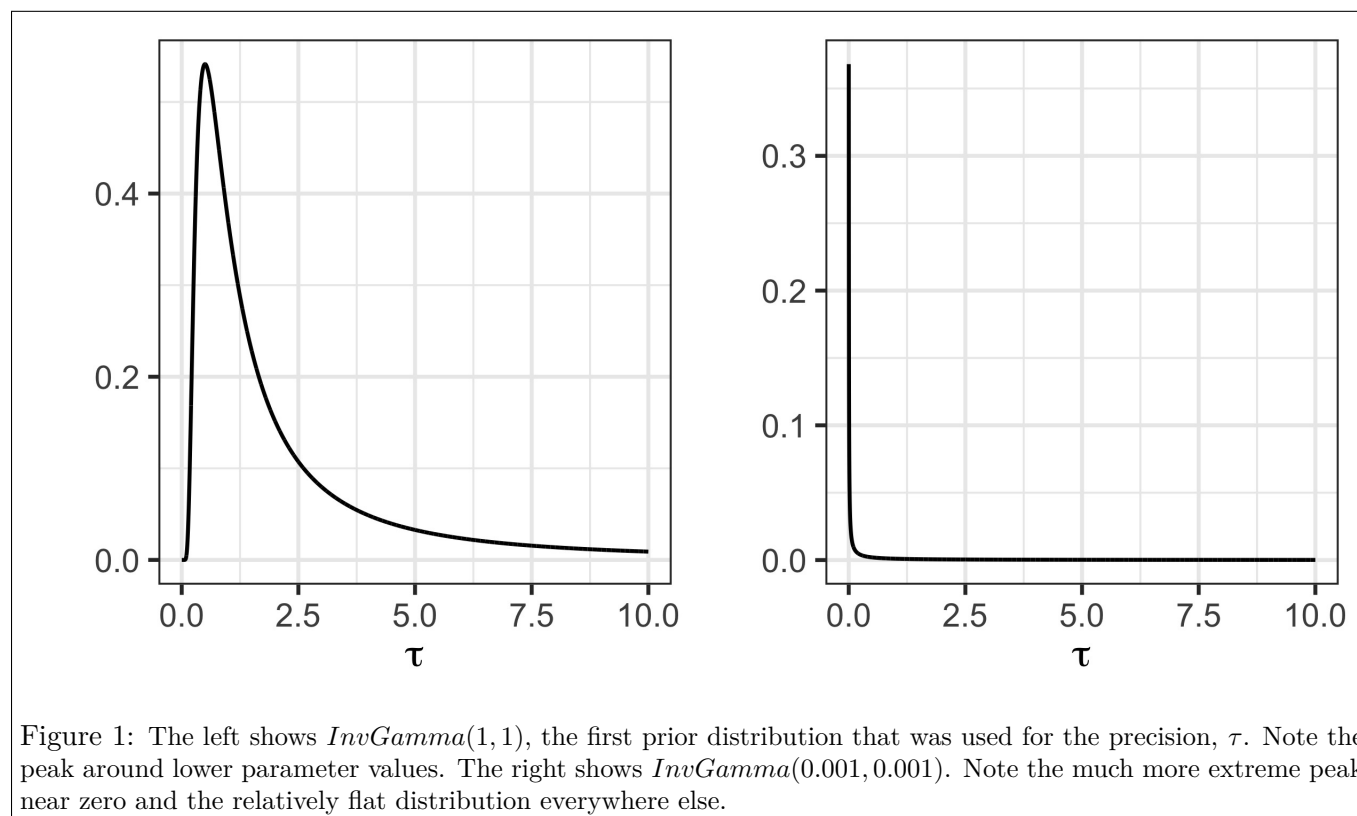 0.4
0.2
0.0
0.0 2.5 5.0 7.5 10.0
τ
0.3
0.2
0.1
0.0
0.0 2.5 5.0 7.5 10.0
τ
Figure 1: The left shows InvGamma(1, 1), the first prior distribution that was used for the precision, τ. Note the
peak around lower parameter values. The right shows InvGamma(0.001, 0.001). Note the much more extreme peak
near zero and the relatively flat distribution everywhere else.